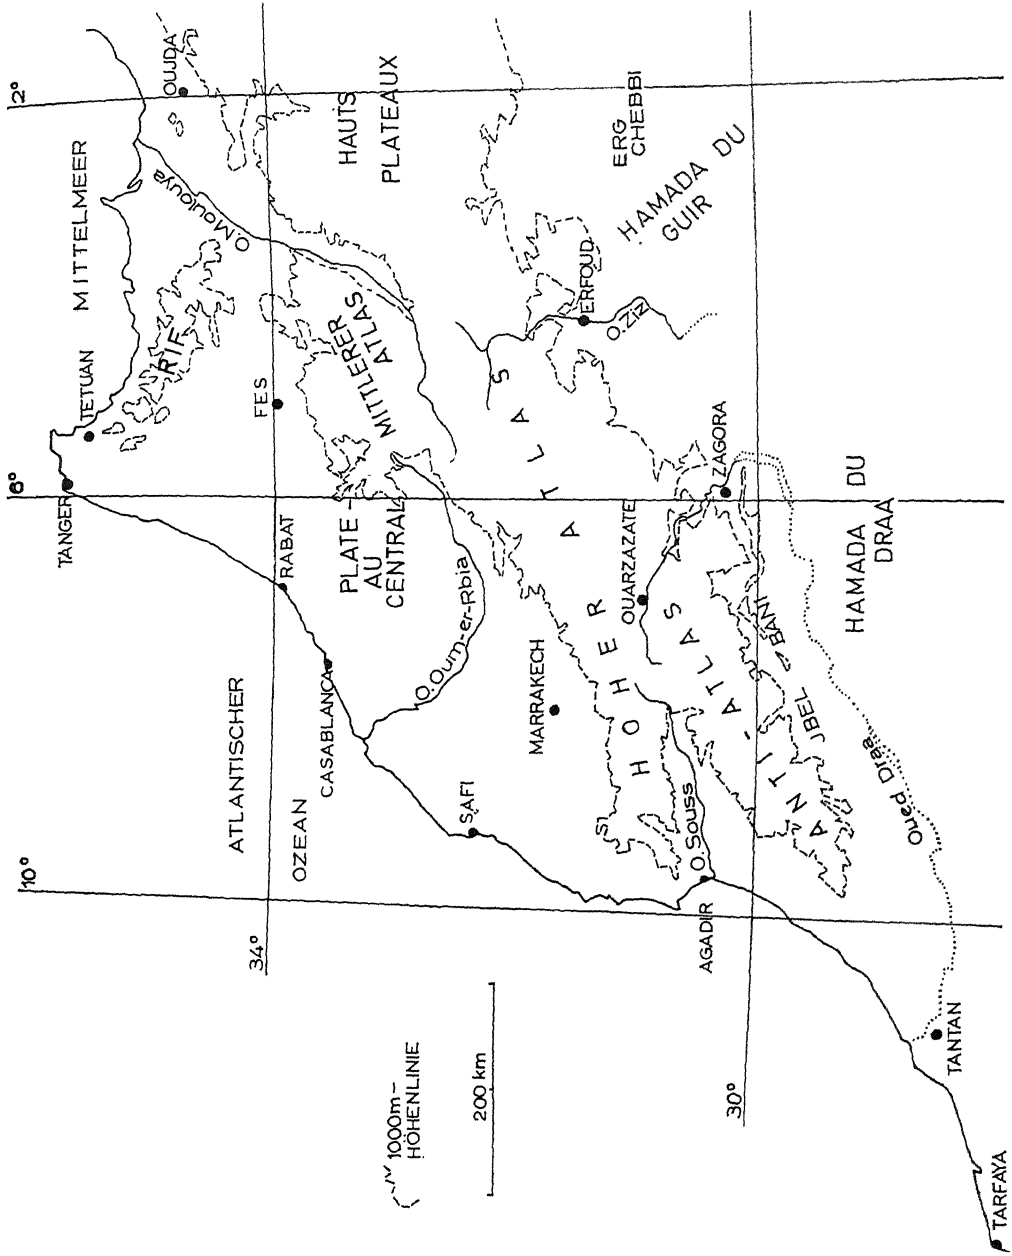 10°
6°
2°
MITTELMEER
TANGER
TETUAN
OUJDA
O.Moulouya
RIF
ATLANTISCHER
OZEAN
34°
RABAT
FES
CASABLANCA
HAUTS
PLATEAUX
PLATE-
AU
CENTRAL
MITTLERER
ATLAS
O.Oum-er-Rbia
SAFI
MARRAKECH
HOHER ATLAS
ERFOUD
O.Ziz
ERG
CHEBBI
HAMADA DU
GUIR
OUARZAZATE
ZAGORA
O.Souss
AGADIR
30°
ANTI-ATLAS
JBEL BANI
HAMADA DU
DRAA
Oued Draa
TANTAN
TARFAYA
1000m-
HÖHENLINIE
200 km